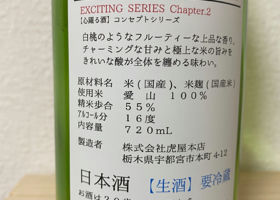 EXCITING SERIES Chapter.2
【心躍る酒】コンセプトシリーズ
白桃のようなフルーティーな上品な香り。
チャーミングな甘みと極上な米の旨みを
きれいな酸が全体を纏める味わい。
原材料名 米(国産)、米麹(国産米)
使用米 愛山 100%
精米歩合 55%
アルコール分 16度
内容量 720mL
製造者 株式会社虎屋本店
栃木県宇都宮市本町4-12
日本酒 【生酒】要冷蔵